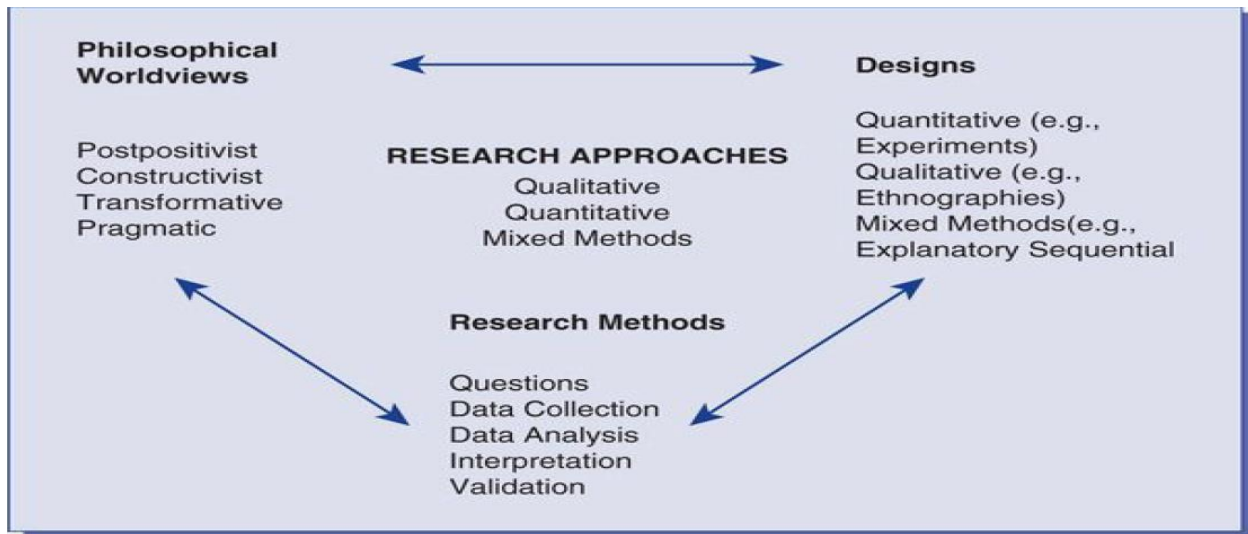 Philosophical
Worldviews
Postpositivist
Constructivist
Transformative
Pragmatic
RESEARCH APPROACHES
Qualitative
Quantitative
Mixed Methods
Designs
Quantitative (e.g.,
Experiments)
Qualitative (e.g.,
Ethnographies)
Mixed Methods(e.g.,
Explanatory Sequential
Research Methods
Questions
Data Collection
Data Analysis
Interpretation
Validation